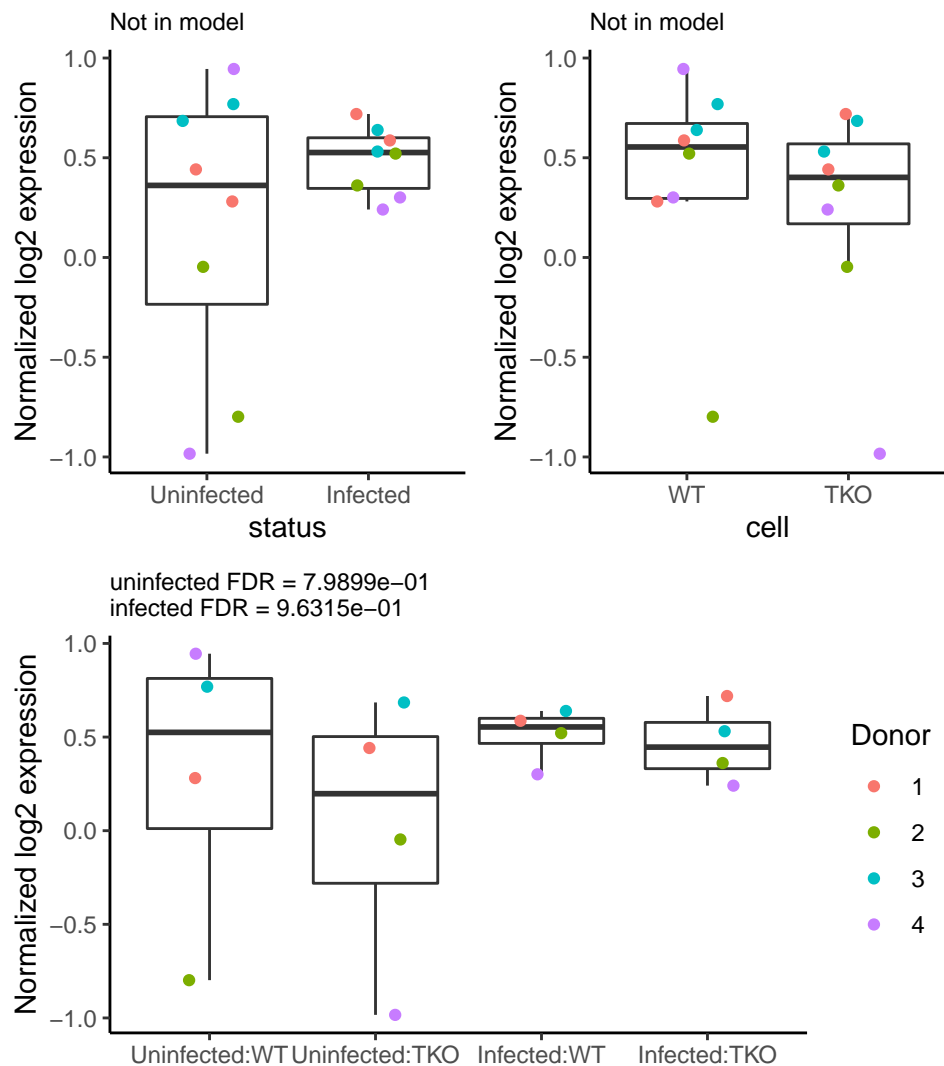 Not in model
Normalized log2 expression
1.0
0.5
0.0
−0.5
−1.0
Uninfected Infected
status
Not in model
Normalized log2 expression
1.0
0.5
0.0
−0.5
−1.0
WT TKO
cell
uninfected FDR = 7.9899e−01
infected FDR = 9.6315e−01
Normalized log2 expression
1.0
0.5
0.0
−0.5
−1.0
Uninfected:WT Uninfected:TKO Infected:WT Infected:TKO
Donor
1
2
3
4